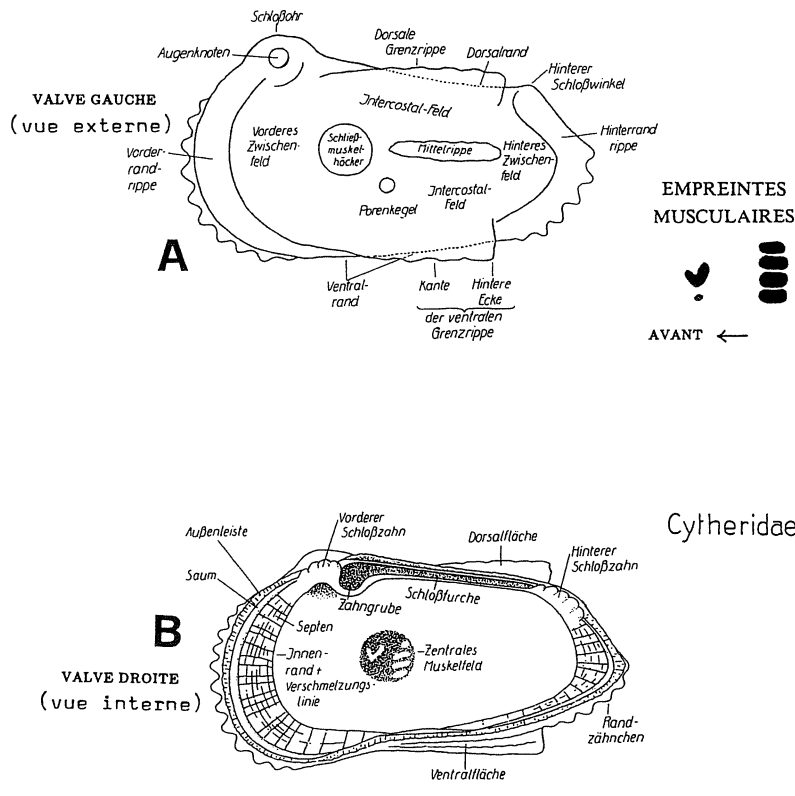 Schloßohr
Augenknoten
Dorsale
Grenzrippe
Dorsalrand
Hinterer
Schloßwinkel
VALVE GAUCHE
(vue externe)
Intercostal-Feld
Vorderes
Zwischen-
feld
Schließ-
muskel-
höcker
Mittelrippe
Hinteres
Zwischen-
feld
Hinterrand
rippe
Vorder-
rand-
rippe
Intercostal-
Feld
Porenkegel
EMPREINTES
MUSCULAIRES
A
Ventral-
rand
Kante
Hintere
Ecke
der ventralen
Grenzrippe
AVANT ←
Cytheridae
Außenleiste
Vorderer
Schloßzahn
Dorsalfläche
Hinterer
Schloßzahn
Saum
Zahngrube
Schloßfurche
Septen
B
VALVE DROITE
(vue interne)
Innen-
rand +
Verschmelzungs-
linie
Zentrales
Muskelfeld
Rand-
zähnchen
Ventralfläche